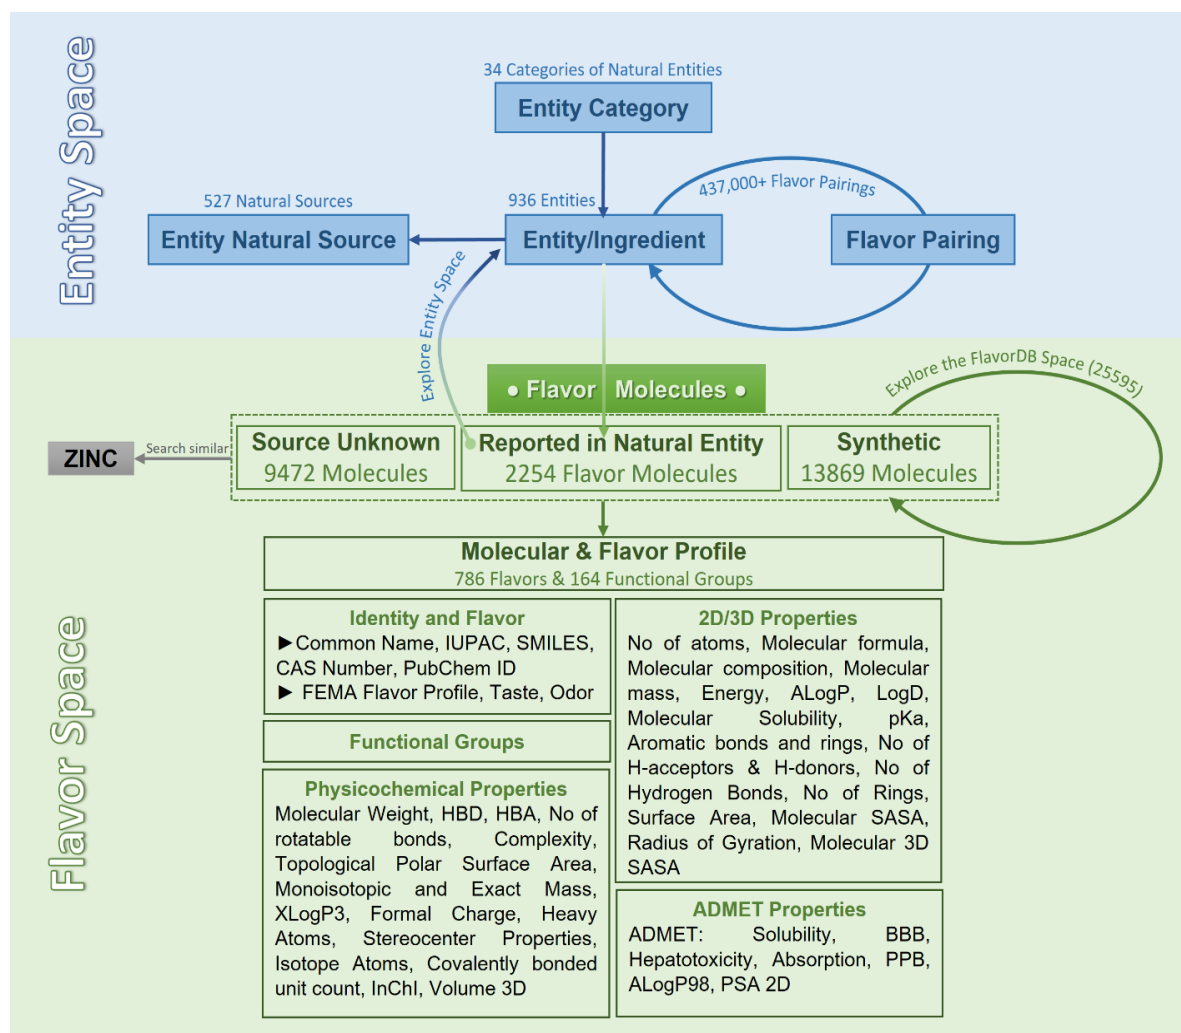 Entity Space
34 Categories of Natural Entities
Entity Category
527 Natural Sources
936 Entities
437,000+ Flavor Pairings
Entity Natural Source
Entity/Ingredient
Flavor Pairing
Explore Entity Space
Flavor Space
● Flavor Molecules ●
Explore the FlavorDB Space (25595)
ZINC
Search similar
Source Unknown
9472 Molecules
Reported in Natural Entity
2254 Flavor Molecules
Synthetic
13869 Molecules
Molecular & Flavor Profile
786 Flavors & 164 Functional Groups
Identity and Flavor
►Common Name, IUPAC, SMILES,
CAS Number, PubChem ID
► FEMA Flavor Profile, Taste, Odor
Functional Groups
Physicochemical Properties
Molecular Weight, HBD, HBA, No of
rotatable bonds, Complexity,
Topological Polar Surface Area,
Monoisotopic and Exact Mass,
XLogP3, Formal Charge, Heavy
Atoms, Stereocenter Properties,
Isotope Atoms, Covalently bonded
unit count, InChI, Volume 3D
2D/3D Properties
No of atoms, Molecular formula,
Molecular composition, Molecular
mass, Energy, ALogP, LogD,
Molecular Solubility, pKa,
Aromatic bonds and rings, No of
H-acceptors & H-donors, No of
Hydrogen Bonds, No of Rings,
Surface Area, Molecular SASA,
Radius of Gyration, Molecular 3D
SASA
ADMET Properties
ADMET: Solubility, BBB,
Hepatotoxicity, Absorption, PPB,
ALogP98, PSA 2D